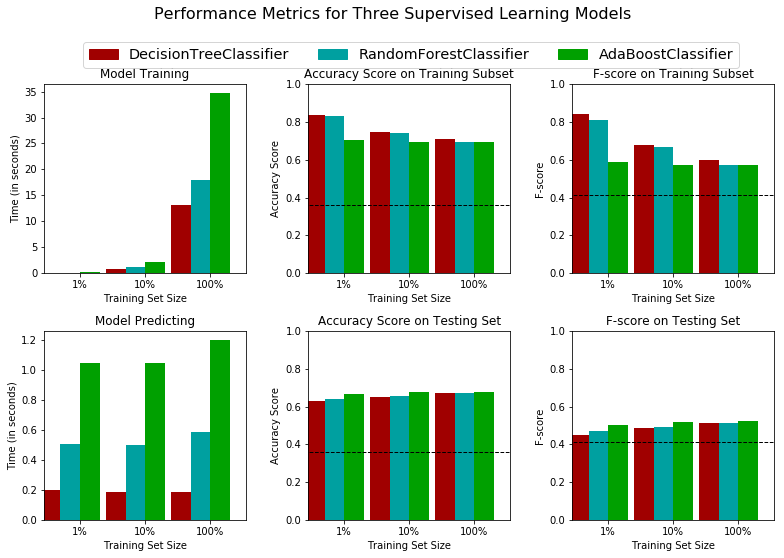 Performance Metrics for Three Supervised Learning Models
DecisionTreeClassifier RandomForestClassifier AdaBoostClassifier
Model Training
Time (in seconds)
35
30
25
20
15
10
5
0
1% 10% 100%
Training Set Size
Accuracy Score on Training Subset
Accuracy Score
1.0
0.8
0.6
0.4
0.2
0.0
1% 10% 100%
Training Set Size
F-score on Training Subset
F-score
1.0
0.8
0.6
0.4
0.2
0.0
1% 10% 100%
Training Set Size
Model Predicting
Time (in seconds)
1.2
1.0
0.8
0.6
0.4
0.2
0.0
1% 10% 100%
Training Set Size
Accuracy Score on Testing Set
Accuracy Score
1.0
0.8
0.6
0.4
0.2
0.0
1% 10% 100%
Training Set Size
F-score on Testing Set
F-score
1.0
0.8
0.6
0.4
0.2
0.0
1% 10% 100%
Training Set Size